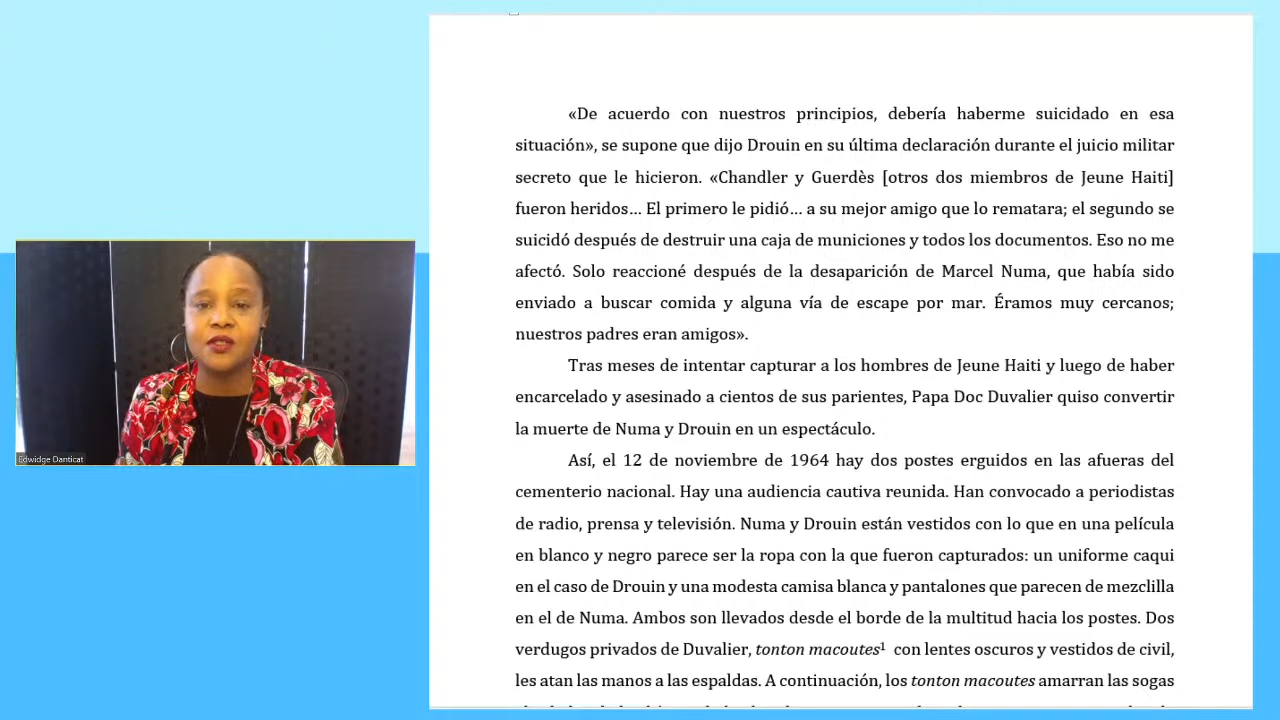 «De acuerdo con nuestros principios, debería haberme suicidado en esa
situación», se supone que dijo Drouin en su última declaración durante el juicio militar
secreto que le hicieron. «Chandler y Guerdès [otros dos miembros de Jeune Haiti]
fueron heridos… El primero le pidió… a su mejor amigo que lo rematara; el segundo se
suicidó después de destruir una caja de municiones y todos los documentos. Eso no me
afectó. Solo reaccioné después de la desaparición de Marcel Numa, que había sido
enviado a buscar comida y alguna vía de escape por mar. Éramos muy cercanos;
nuestros padres eran amigos».
Tras meses de intentar capturar a los hombres de Jeune Haiti y luego de haber
encarcelado y asesinado a cientos de sus parientes, Papa Doc Duvalier quiso convertir
la muerte de Numa y Drouin en un espectáculo.
Así, el 12 de noviembre de 1964 hay dos postes erguidos en las afueras del
cementerio nacional. Hay una audiencia cautiva reunida. Han convocado a periodistas
de radio, prensa y televisión. Numa y Drouin están vestidos con lo que en una película
en blanco y negro parece ser la ropa con la que fueron capturados: un uniforme caqui
en el caso de Drouin y una modesta camisa blanca y pantalones que parecen de mezclilla
en el de Numa. Ambos son llevados desde el borde de la multitud hacia los postes. Dos
verdugos privados de Duvalier, tonton macoutes¹ con lentes oscuros y vestidos de civil,
les atan las manos a las espaldas. A continuación, los tonton macoutes amarran las sogas
Edwidge Danticat